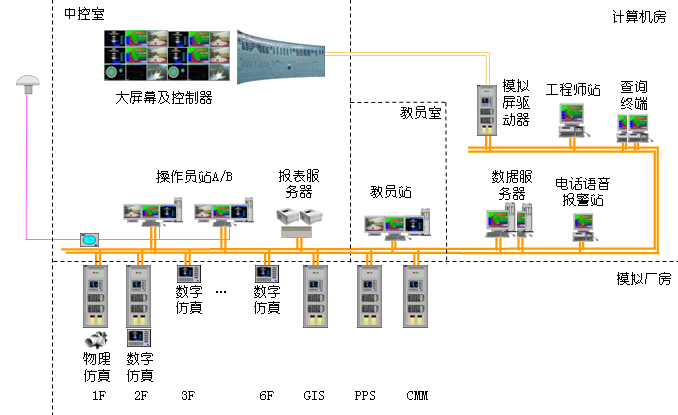 中控室
计算机房
大屏幕及控制器
模拟
屏驱
动器
工程师站
查询
终端
教员室
操作员站A/B
报表服
务器
教员站
数据服
务器
电话语音
报警站
模拟厂房
数字
仿真
...
数字
仿真
物理
仿真
数字
仿真
1F
2F
3F
6F
GIS
PPS
CMM